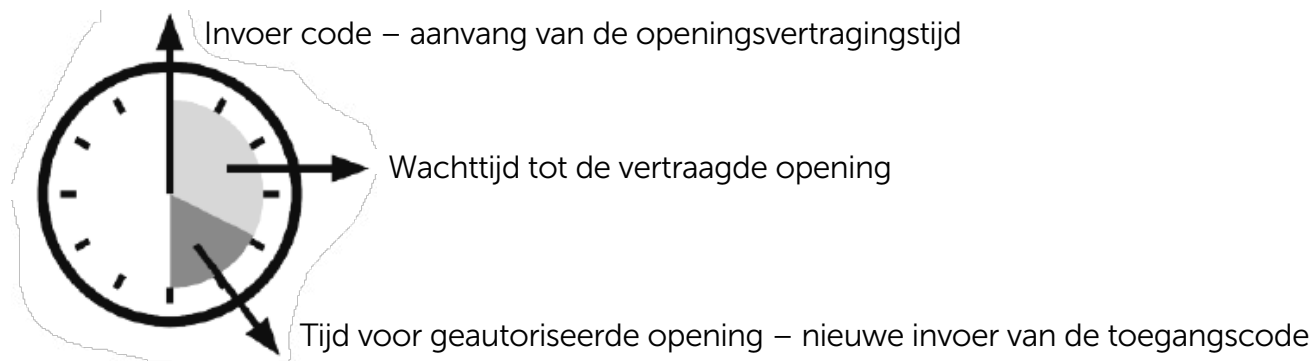 Invoer code – aanvang van de openingsvertragingstijd
Wachttijd tot de vertraagde opening
Tijd voor geautoriseerde opening – nieuwe invoer van de toegangscode